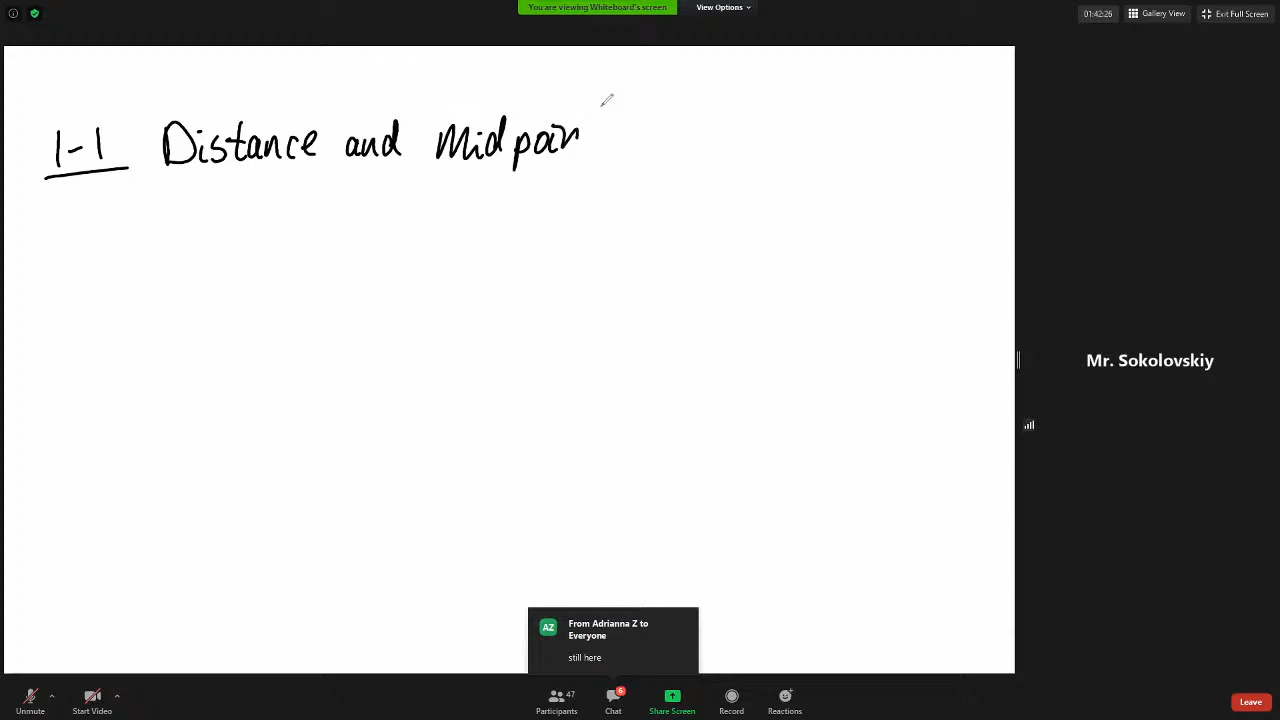 You are viewing Whiteboard's screen
View Options
01:42:26
Gallery View
Exit Full Screen
1-1 Distance and Midpoin
Mr. Sokolovskiy
AZ
From Adrianna Z to
Everyone
still here
Unmute
Start Video
47
Participants
6
Chat
Share Screen
Record
Reactions
Leave